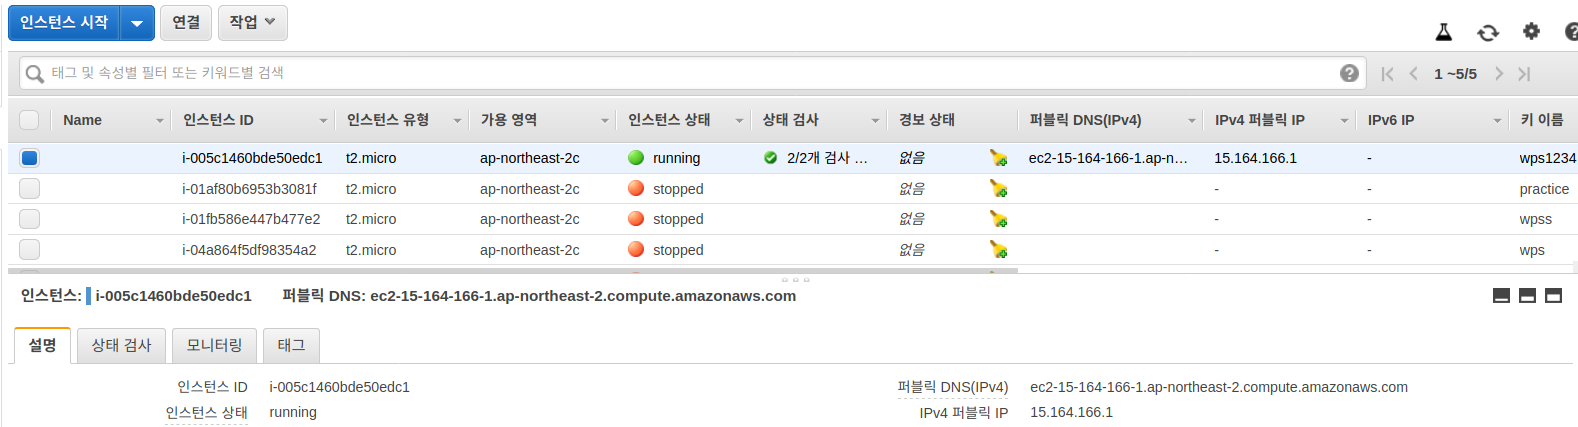 인스턴스 시작 연결 작업
태그 및 속성별 필터 또는 키워드별 검색 1 ~5/5
Name 인스턴스 ID 인스턴스 유형 가용 영역 인스턴스 상태 상태 검사 경보 상태 퍼블릭 DNS(IPv4) IPv4 퍼블릭 IP IPv6 IP 키 이름
i-005c1460bde50edc1 t2.micro ap-northeast-2c running 2/2개 검사 ... 없음 ec2-15-164-166-1.ap-n... 15.164.166.1 - wps1234
i-01af80b6953b3081f t2.micro ap-northeast-2c stopped 없음 - - practice
i-01fb586e447b477e2 t2.micro ap-northeast-2c stopped 없음 - - wpss
i-04a864f5df98354a2 t2.micro ap-northeast-2c stopped 없음 - - wps
인스턴스: i-005c1460bde50edc1 퍼블릭 DNS: ec2-15-164-166-1.ap-northeast-2.compute.amazonaws.com
설명 상태 검사 모니터링 태그
인스턴스 ID i-005c1460bde50edc1 퍼블릭 DNS(IPv4) ec2-15-164-166-1.ap-northeast-2.compute.amazonaws.com
인스턴스 상태 running IPv4 퍼블릭 IP 15.164.166.1